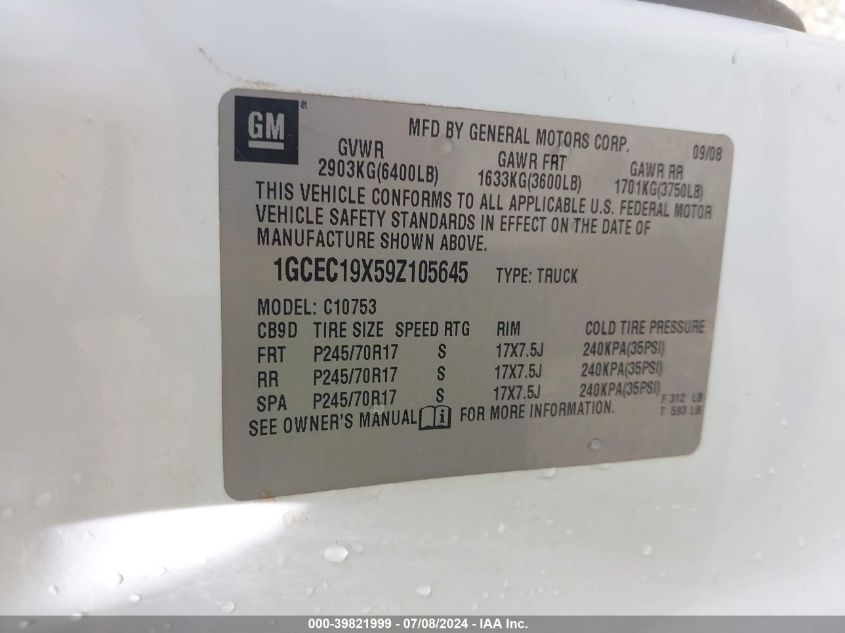 GM®
MFD BY GENERAL MOTORS CORP. 09/08
GVWR GAWR FRT GAWR RR
2903KG(6400LB) 1633KG(3600LB) 1701KG(3750LB)
THIS VEHICLE CONFORMS TO ALL APPLICABLE U.S. FEDERAL MOTOR
VEHICLE SAFETY STANDARDS IN EFFECT ON THE DATE OF
MANUFACTURE SHOWN ABOVE.
1GCEC19X59Z105645 TYPE: TRUCK
MODEL: C10753
CB9D TIRE SIZE SPEED RTG RIM COLD TIRE PRESSURE
FRT P245/70R17 S 17X7.5J 240KPA(35PSI)
RR P245/70R17 S 17X7.5J 240KPA(35PSI)
SPA P245/70R17 S 17X7.5J 240KPA(35PSI)
F 312 LB
T 593 LB
SEE OWNER'S MANUAL i FOR MORE INFORMATION.
000-39821999 - 07/08/2024 - IAA Inc.